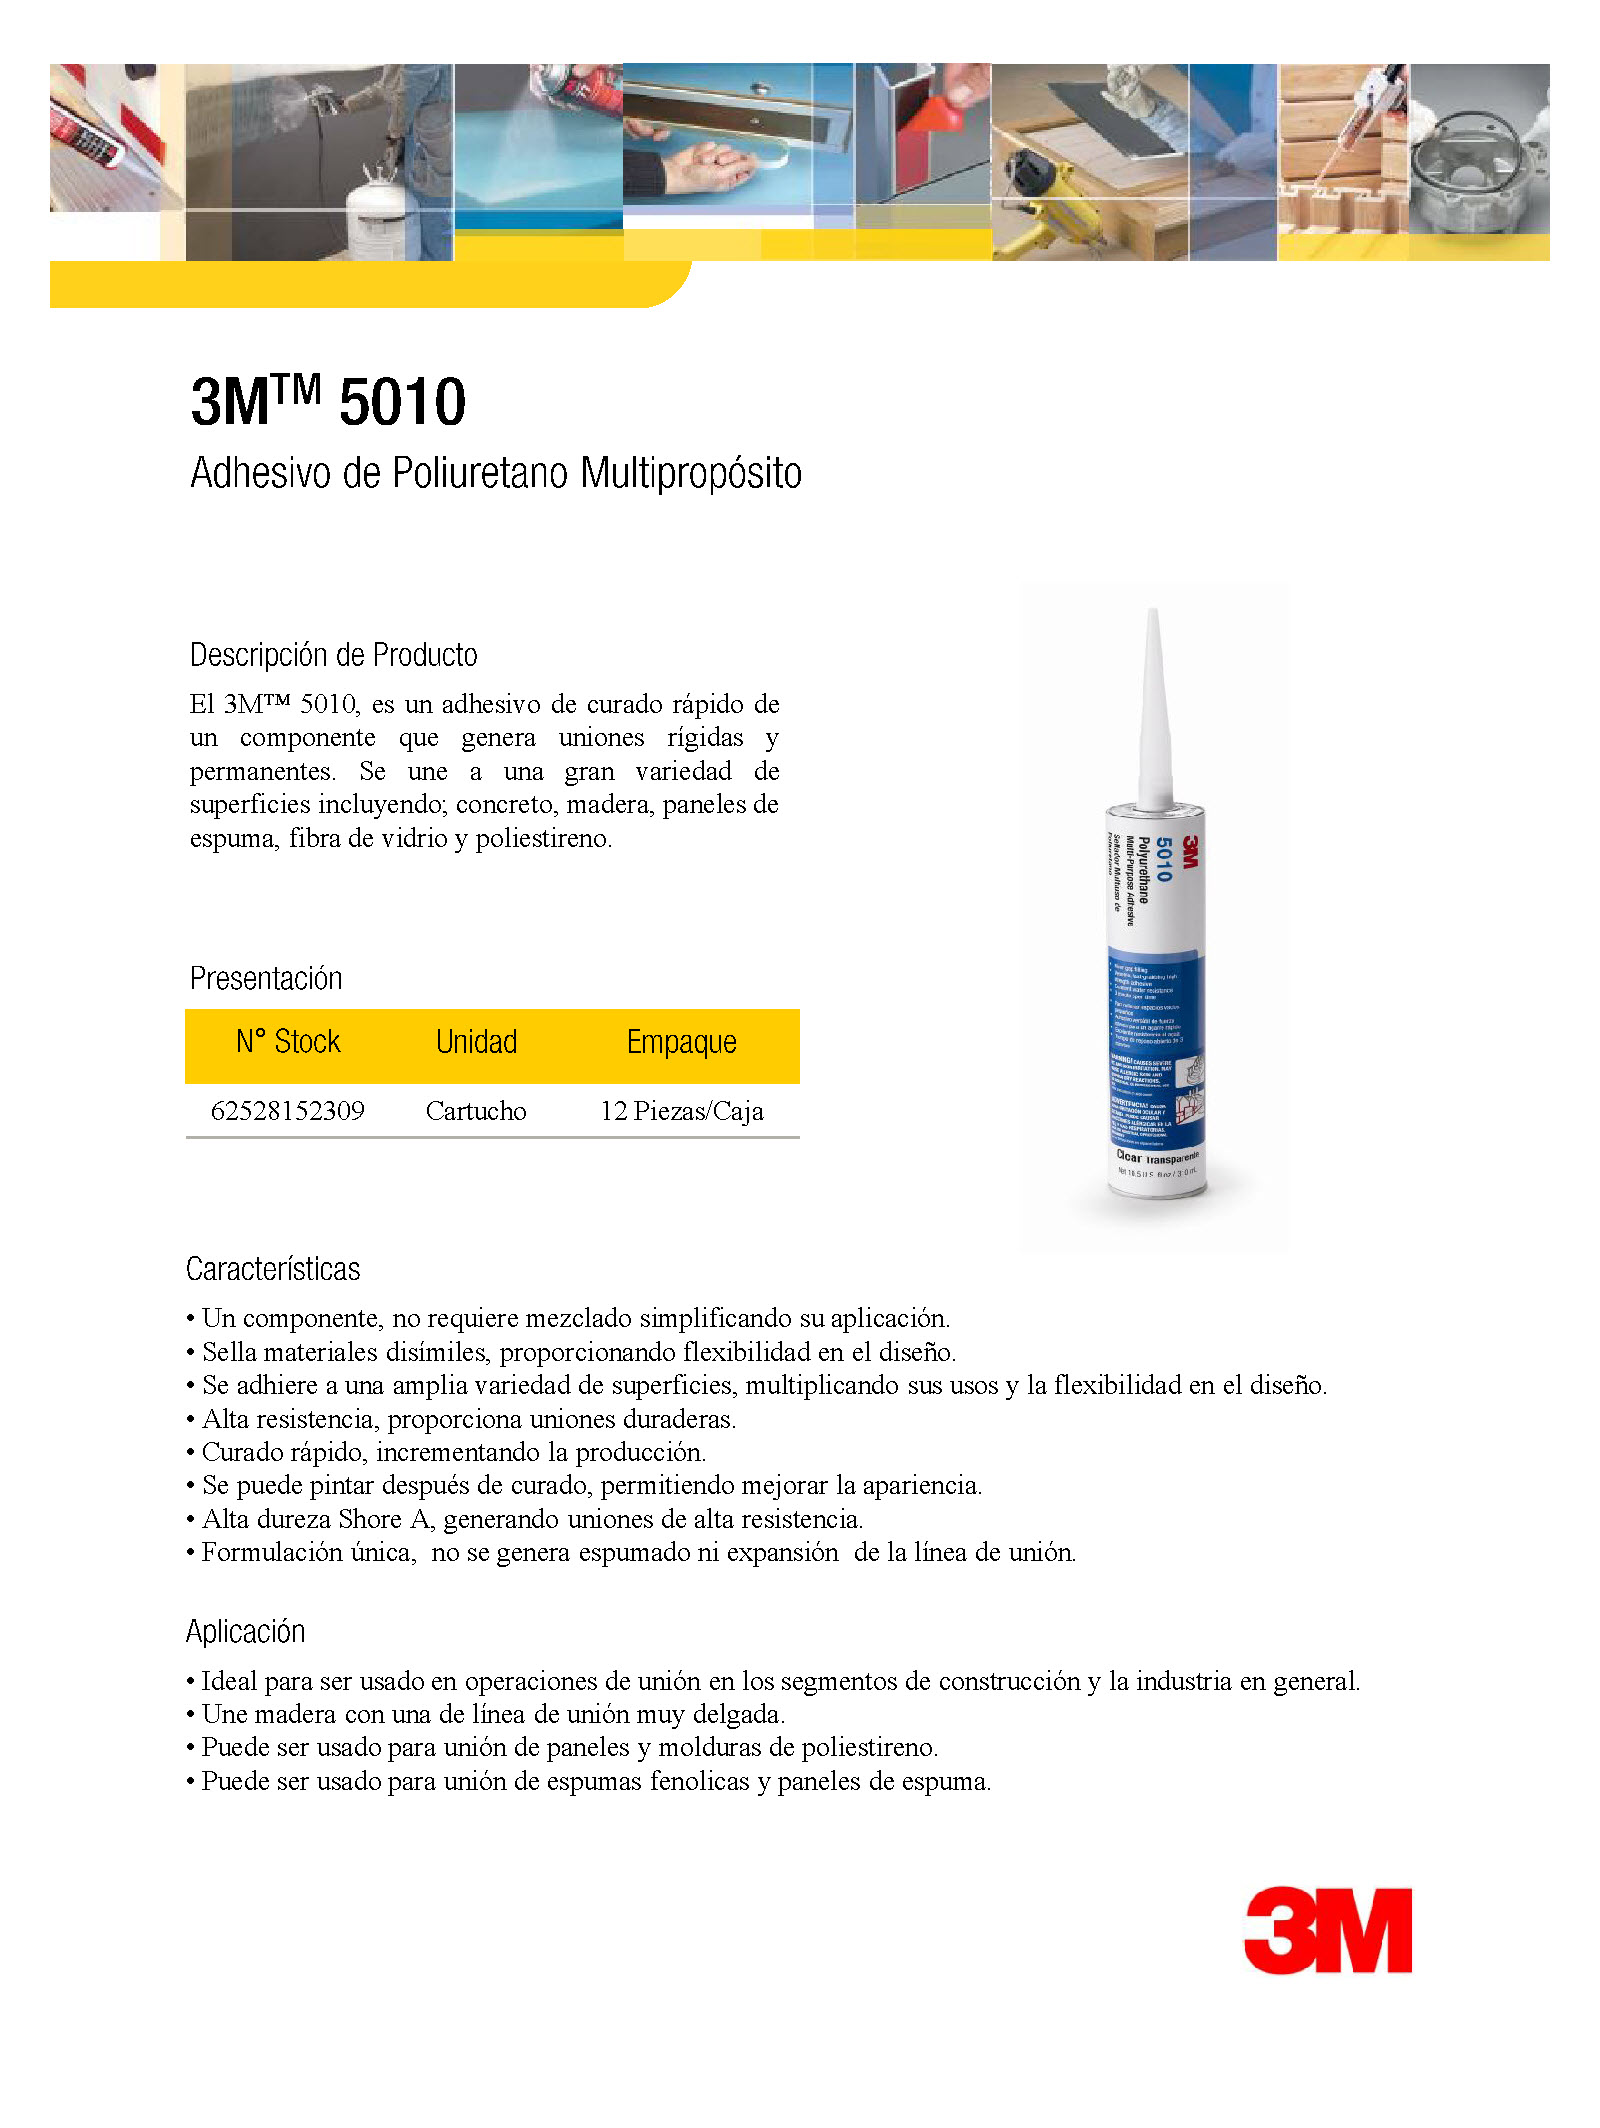 3M™ 5010
Adhesivo de Poliuretano Multipropósito
Descripción de Producto
El 3M™ 5010, es un adhesivo de curado rápido de
un componente que genera uniones rígidas y
permanentes. Se une a una gran variedad de
superficies incluyendo; concreto, madera, paneles de
espuma, fibra de vidrio y poliestireno.
3M
5010
Polyurethane
Multi-Purpose Adhesive
Sellador Multiuso de
Poliuretano
Clear Transparente
Presentación
N° Stock Unidad Empaque
62528152309 Cartucho 12 Piezas/Caja
Características
• Un componente, no requiere mezclado simplificando su aplicación.
• Sella materiales disímiles, proporcionando flexibilidad en el diseño.
• Se adhiere a una amplia variedad de superficies, multiplicando sus usos y la flexibilidad en el diseño.
• Alta resistencia, proporciona uniones duraderas.
• Curado rápido, incrementando la producción.
• Se puede pintar después de curado, permitiendo mejorar la apariencia.
• Alta dureza Shore A, generando uniones de alta resistencia.
• Formulación única,  no se genera espumado ni expansión  de la línea de unión.
Aplicación
• Ideal para ser usado en operaciones de unión en los segmentos de construcción y la industria en general.
• Une madera con una de línea de unión muy delgada.
• Puede ser usado para unión de paneles y molduras de poliestireno.
• Puede ser usado para unión de espumas fenolicas y paneles de espuma.
3M